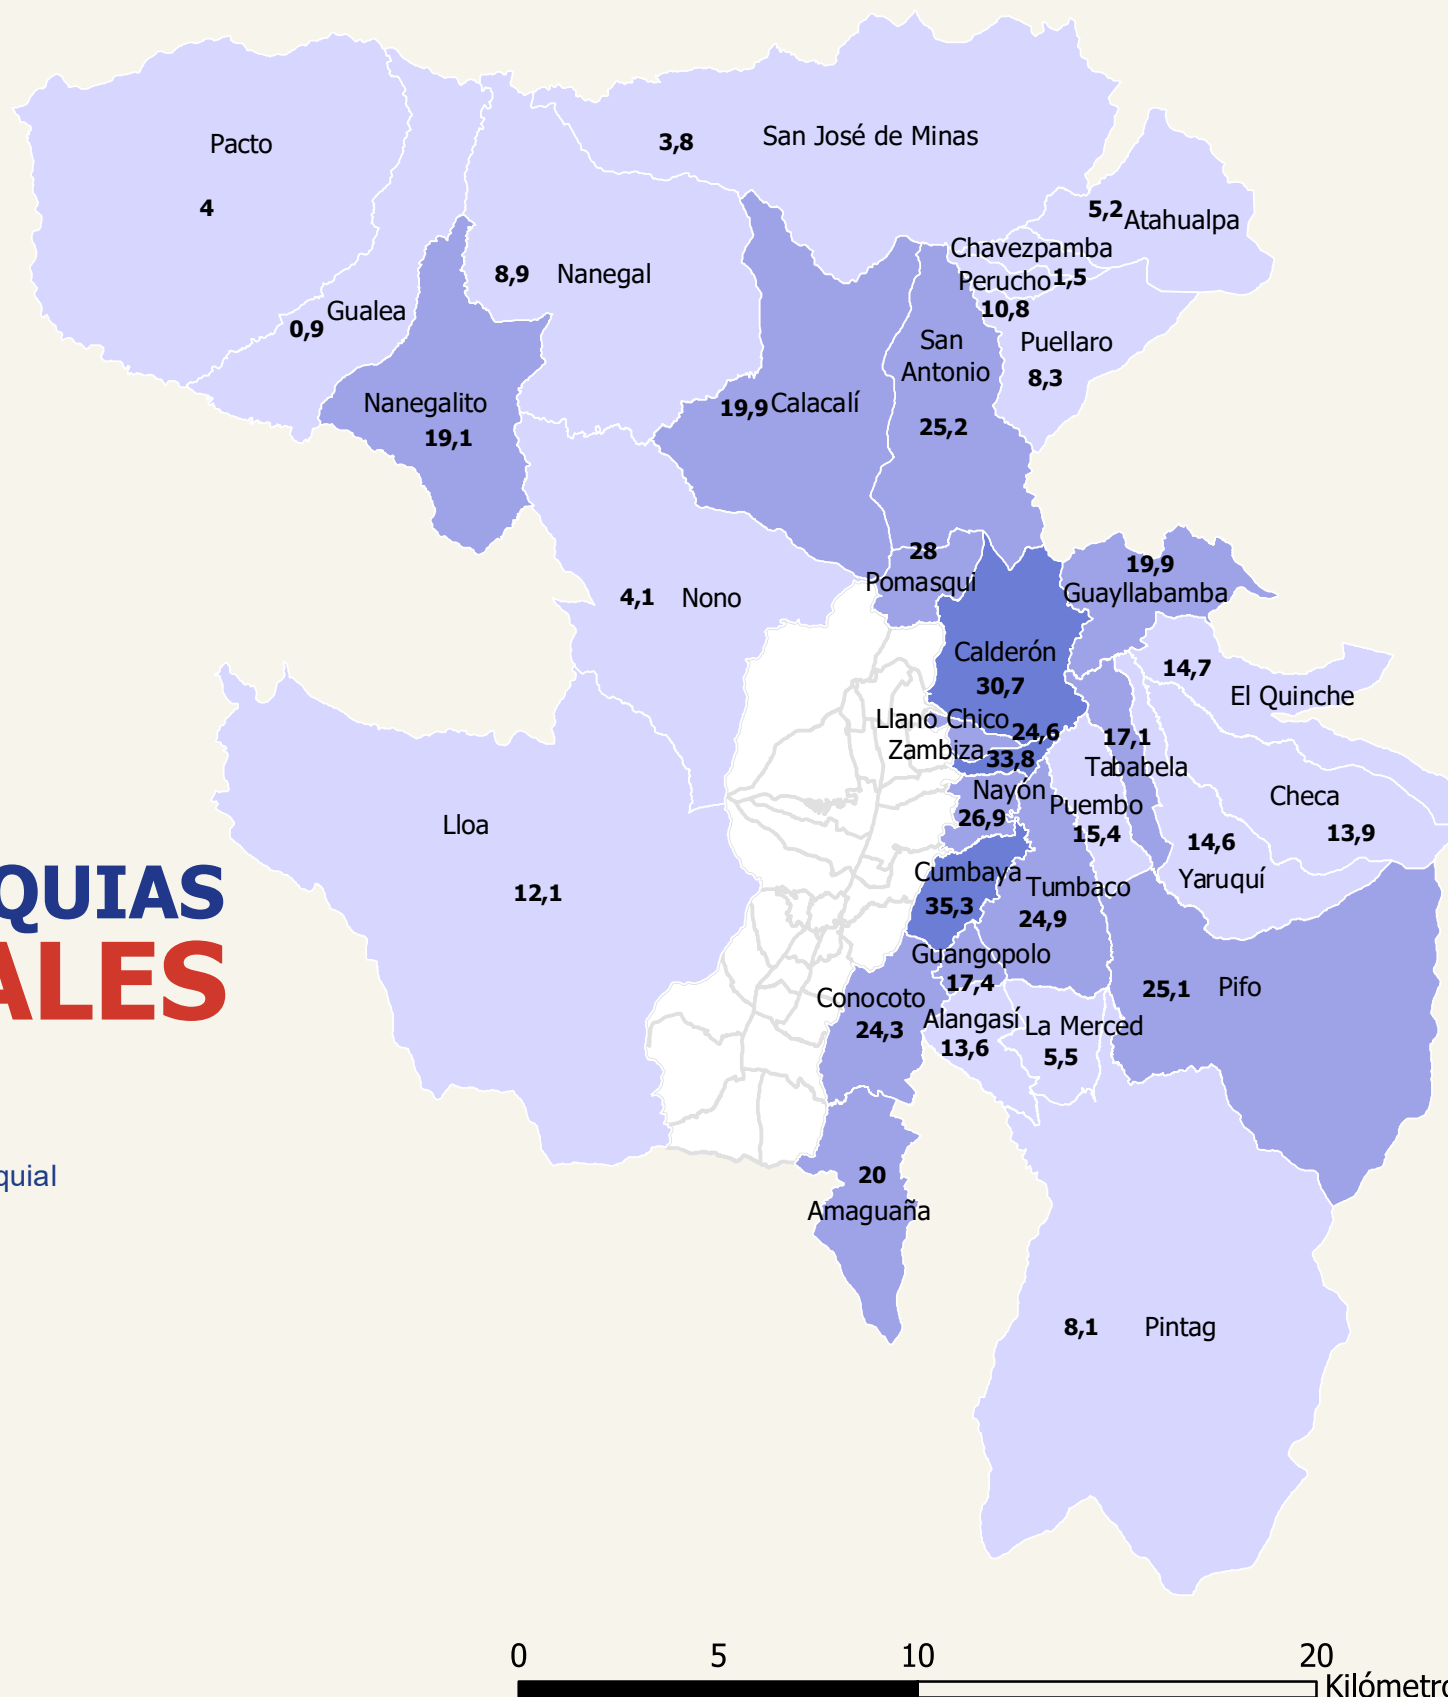 Pacto
4
3,8 San José de Minas
5,2 Atahualpa
Chavezpamba
1,5
Perucho
10,8
8,9 Nanegal
Gualea
0,9
Puellaro
8,3
San
Antonio
25,2
Nanegalito
19,1
19,9 Calacalí
28
Pomasqui
19,9
Guayllabamba
4,1 Nono
Calderón
30,7
14,7
El Quinche
Llano Chico
24,6
Zambiza
33,8
17,1
Tababela
Nayón
26,9
Puembo
15,4
Checa
13,9
14,6
Yaruquí
Lloa
12,1
Cumbaya
35,3
Tumbaco
24,9
QUIAS
ALES
Guangopolo
17,4
25,1 Pifo
Conocoto
24,3
Alangasí
13,6
La Merced
5,5
quial
20
Amaguaña
8,1 Pintag
0 5 10 20
Kilómetro